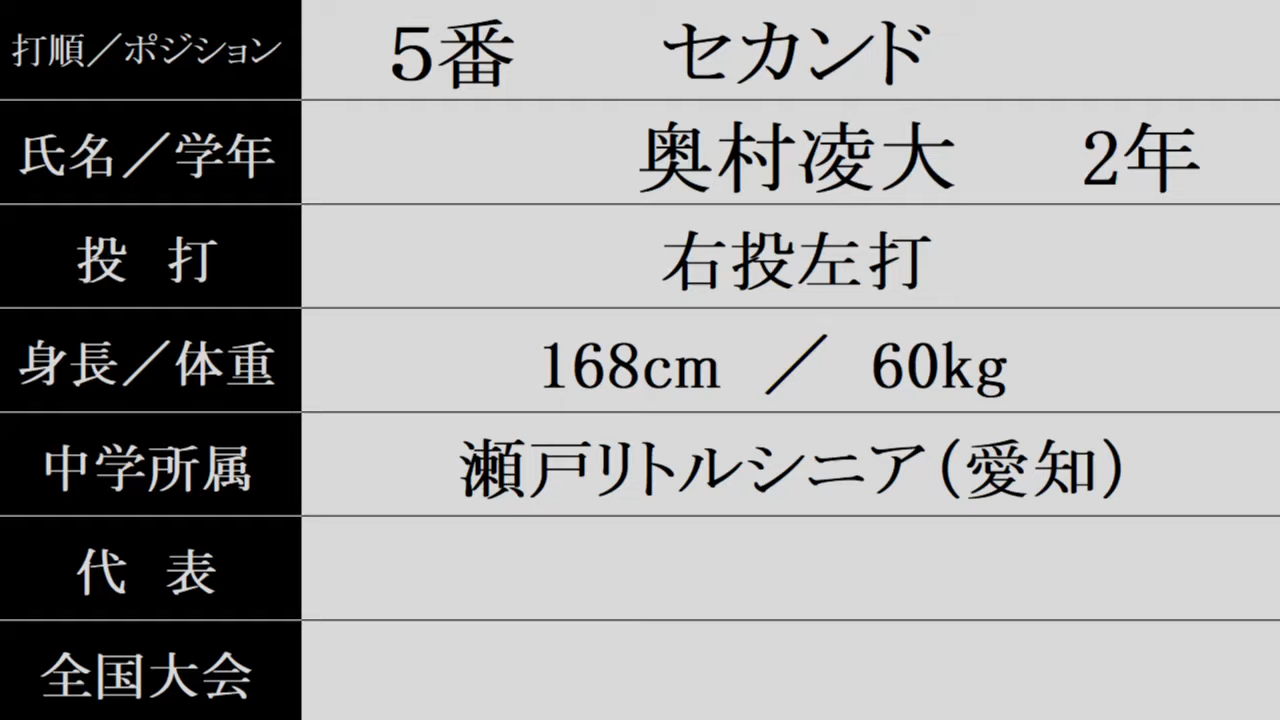 打順／ポジション　5番　セカンド
氏名／学年　奥村凌大　2年
投　打　右投左打
身長／体重　168cm ／ 60kg
中学所属　瀬戸リトルシニア(愛知)
代　表
全国大会